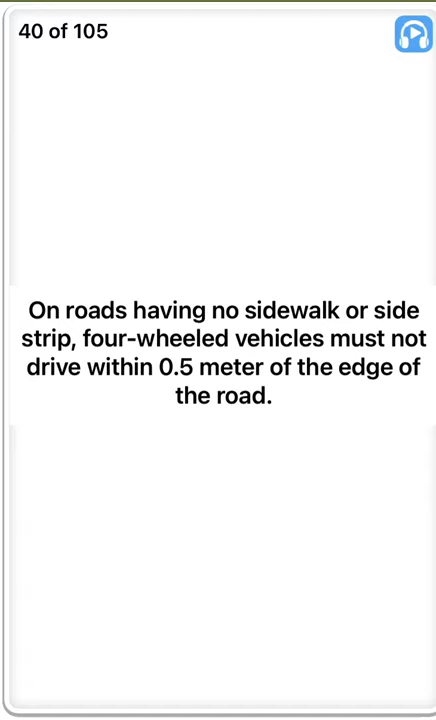 40 of 105
On roads having no sidewalk or side
strip, four-wheeled vehicles must not
drive within 0.5 meter of the edge of
the road.